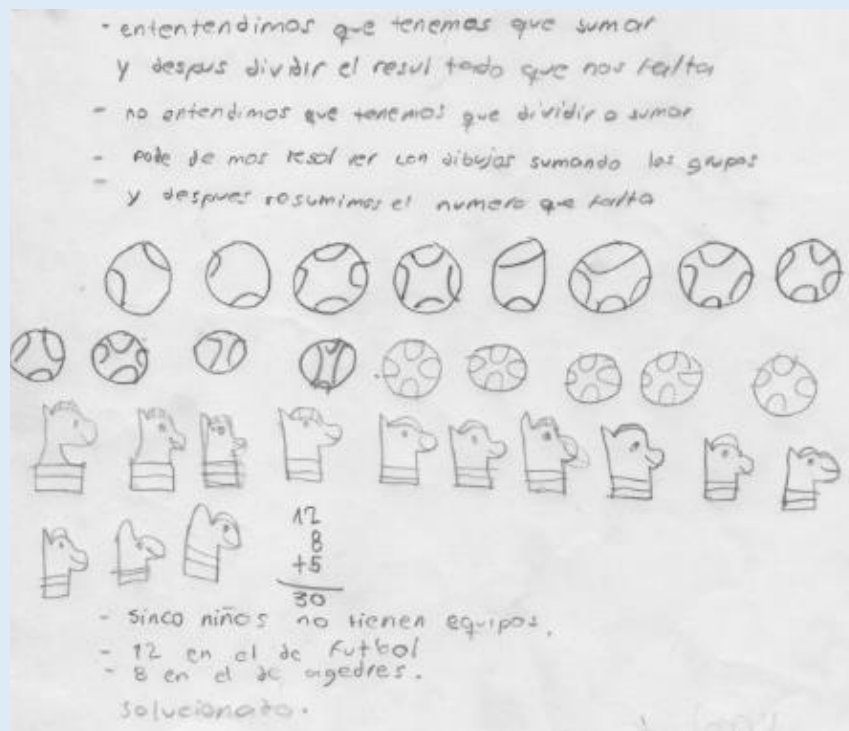 - ententendimos que tenemos que sumar
y despus dividir el resul tado que nos falta
- no entendimos que tenemos que dividir o sumar
- pode de mos resol ver con dibujos sumando los grupos
- y despues rosumimos el numero que falta
12
8
+5
30
- sinco niños no tienen equipos.
- 12 en el de futbol
- 8 en el de agedres.
solucionato.